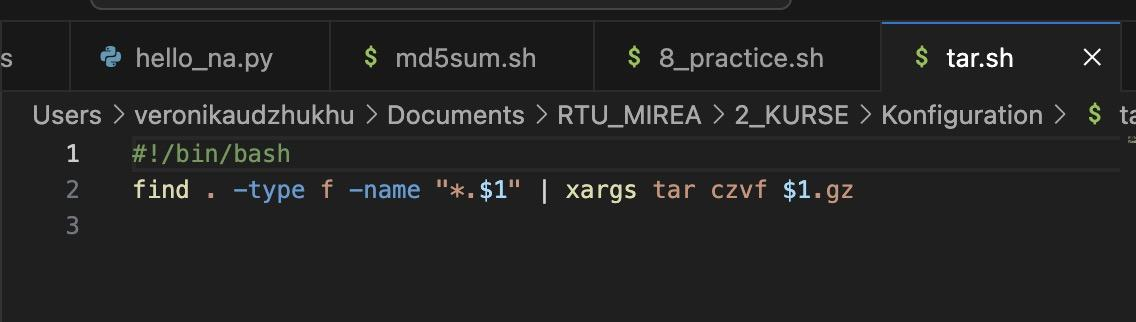 s hello_na.py $ md5sum.sh $ 8_practice.sh $ tar.sh ×
Users > veronikaudzhukhu > Documents > RTU_MIREA > 2_KURSE > Konfiguration > $ ta
1 #!/bin/bash
2 find . -type f -name "*.$1" | xargs tar czvf $1.gz
3